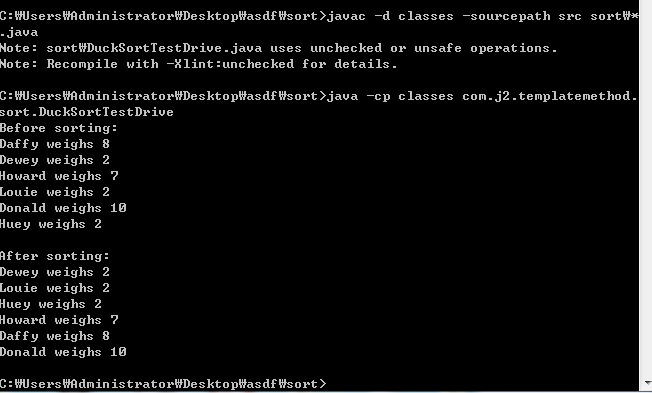 C:₩Users₩Administrator₩Desktop₩asdf₩sort>javac -d classes -sourcepath src sort₩*
.java
Note: sort₩DuckSortTestDrive.java uses unchecked or unsafe operations.
Note: Recompile with -Xlint:unchecked for details.
C:₩Users₩Administrator₩Desktop₩asdf₩sort>java -cp classes com.j2.templatemethod.
sort.DuckSortTestDrive
Before sorting:
Daffy weighs 8
Dewey weighs 2
Howard weighs 7
Louie weighs 2
Donald weighs 10
Huey weighs 2
After sorting:
Dewey weighs 2
Louie weighs 2
Huey weighs 2
Howard weighs 7
Daffy weighs 8
Donald weighs 10
C:₩Users₩Administrator₩Desktop₩asdf₩sort>